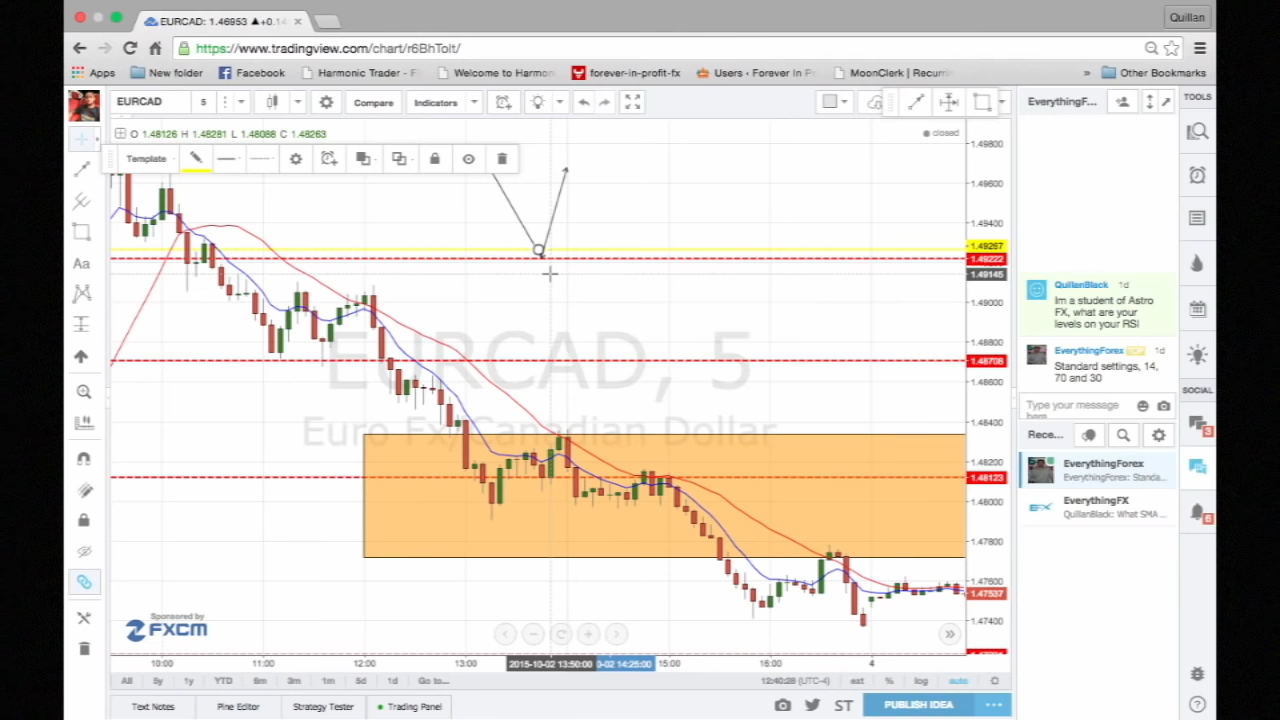 EURCAD: 1.46953 ▲+0.14 ×
Quillan
https://www.tradingview.com/chart/r6BhTolt/
Apps New folder Facebook Harmonic Trader - F Welcome to Harmon forever-in-profit-fx Users ‹ Forever In Pr MoonClerk | Recurri » Other Bookmarks
EURCAD 5 Compare Indicators EverythingF... TOOLS
O 1.48126 H 1.48281 L 1.48088 C 1.48263 closed
Template
1.49800
1.49600
1.49400
1.49267
1.49222
1.49145
1.49000
1.48800
1.48708
1.48600
1.48400
1.48200
1.48123
1.48000
1.47800
1.47600
1.47537
1.47400
EURCAD, 5
Euro Fx/Canadian Dollar
Aa
QuillanBlack 1d
Im a student of Astro
FX, what are your
levels on your RSI
EverythingForex 1d
Standard settings, 14,
70 and 30
SOCIAL
Type your message
here
3
Rece...
EverythingForex
EverythingForex: Standa...
EverythingFX
QuillanBlack: What SMA ...
EFX
6
Sponsored by
FXCM
10:00 11:00 12:00 13:00 2015-10-02 13:50:00 0-02 14:25:00 15:00 16:00 4
All 5y 1y YTD 6m 3m 1m 5d 1d Go to... 12:40:28 (UTC-4) ext % log auto
Text Notes Pine Editor Strategy Tester Trading Panel ST PUBLISH IDEA ...